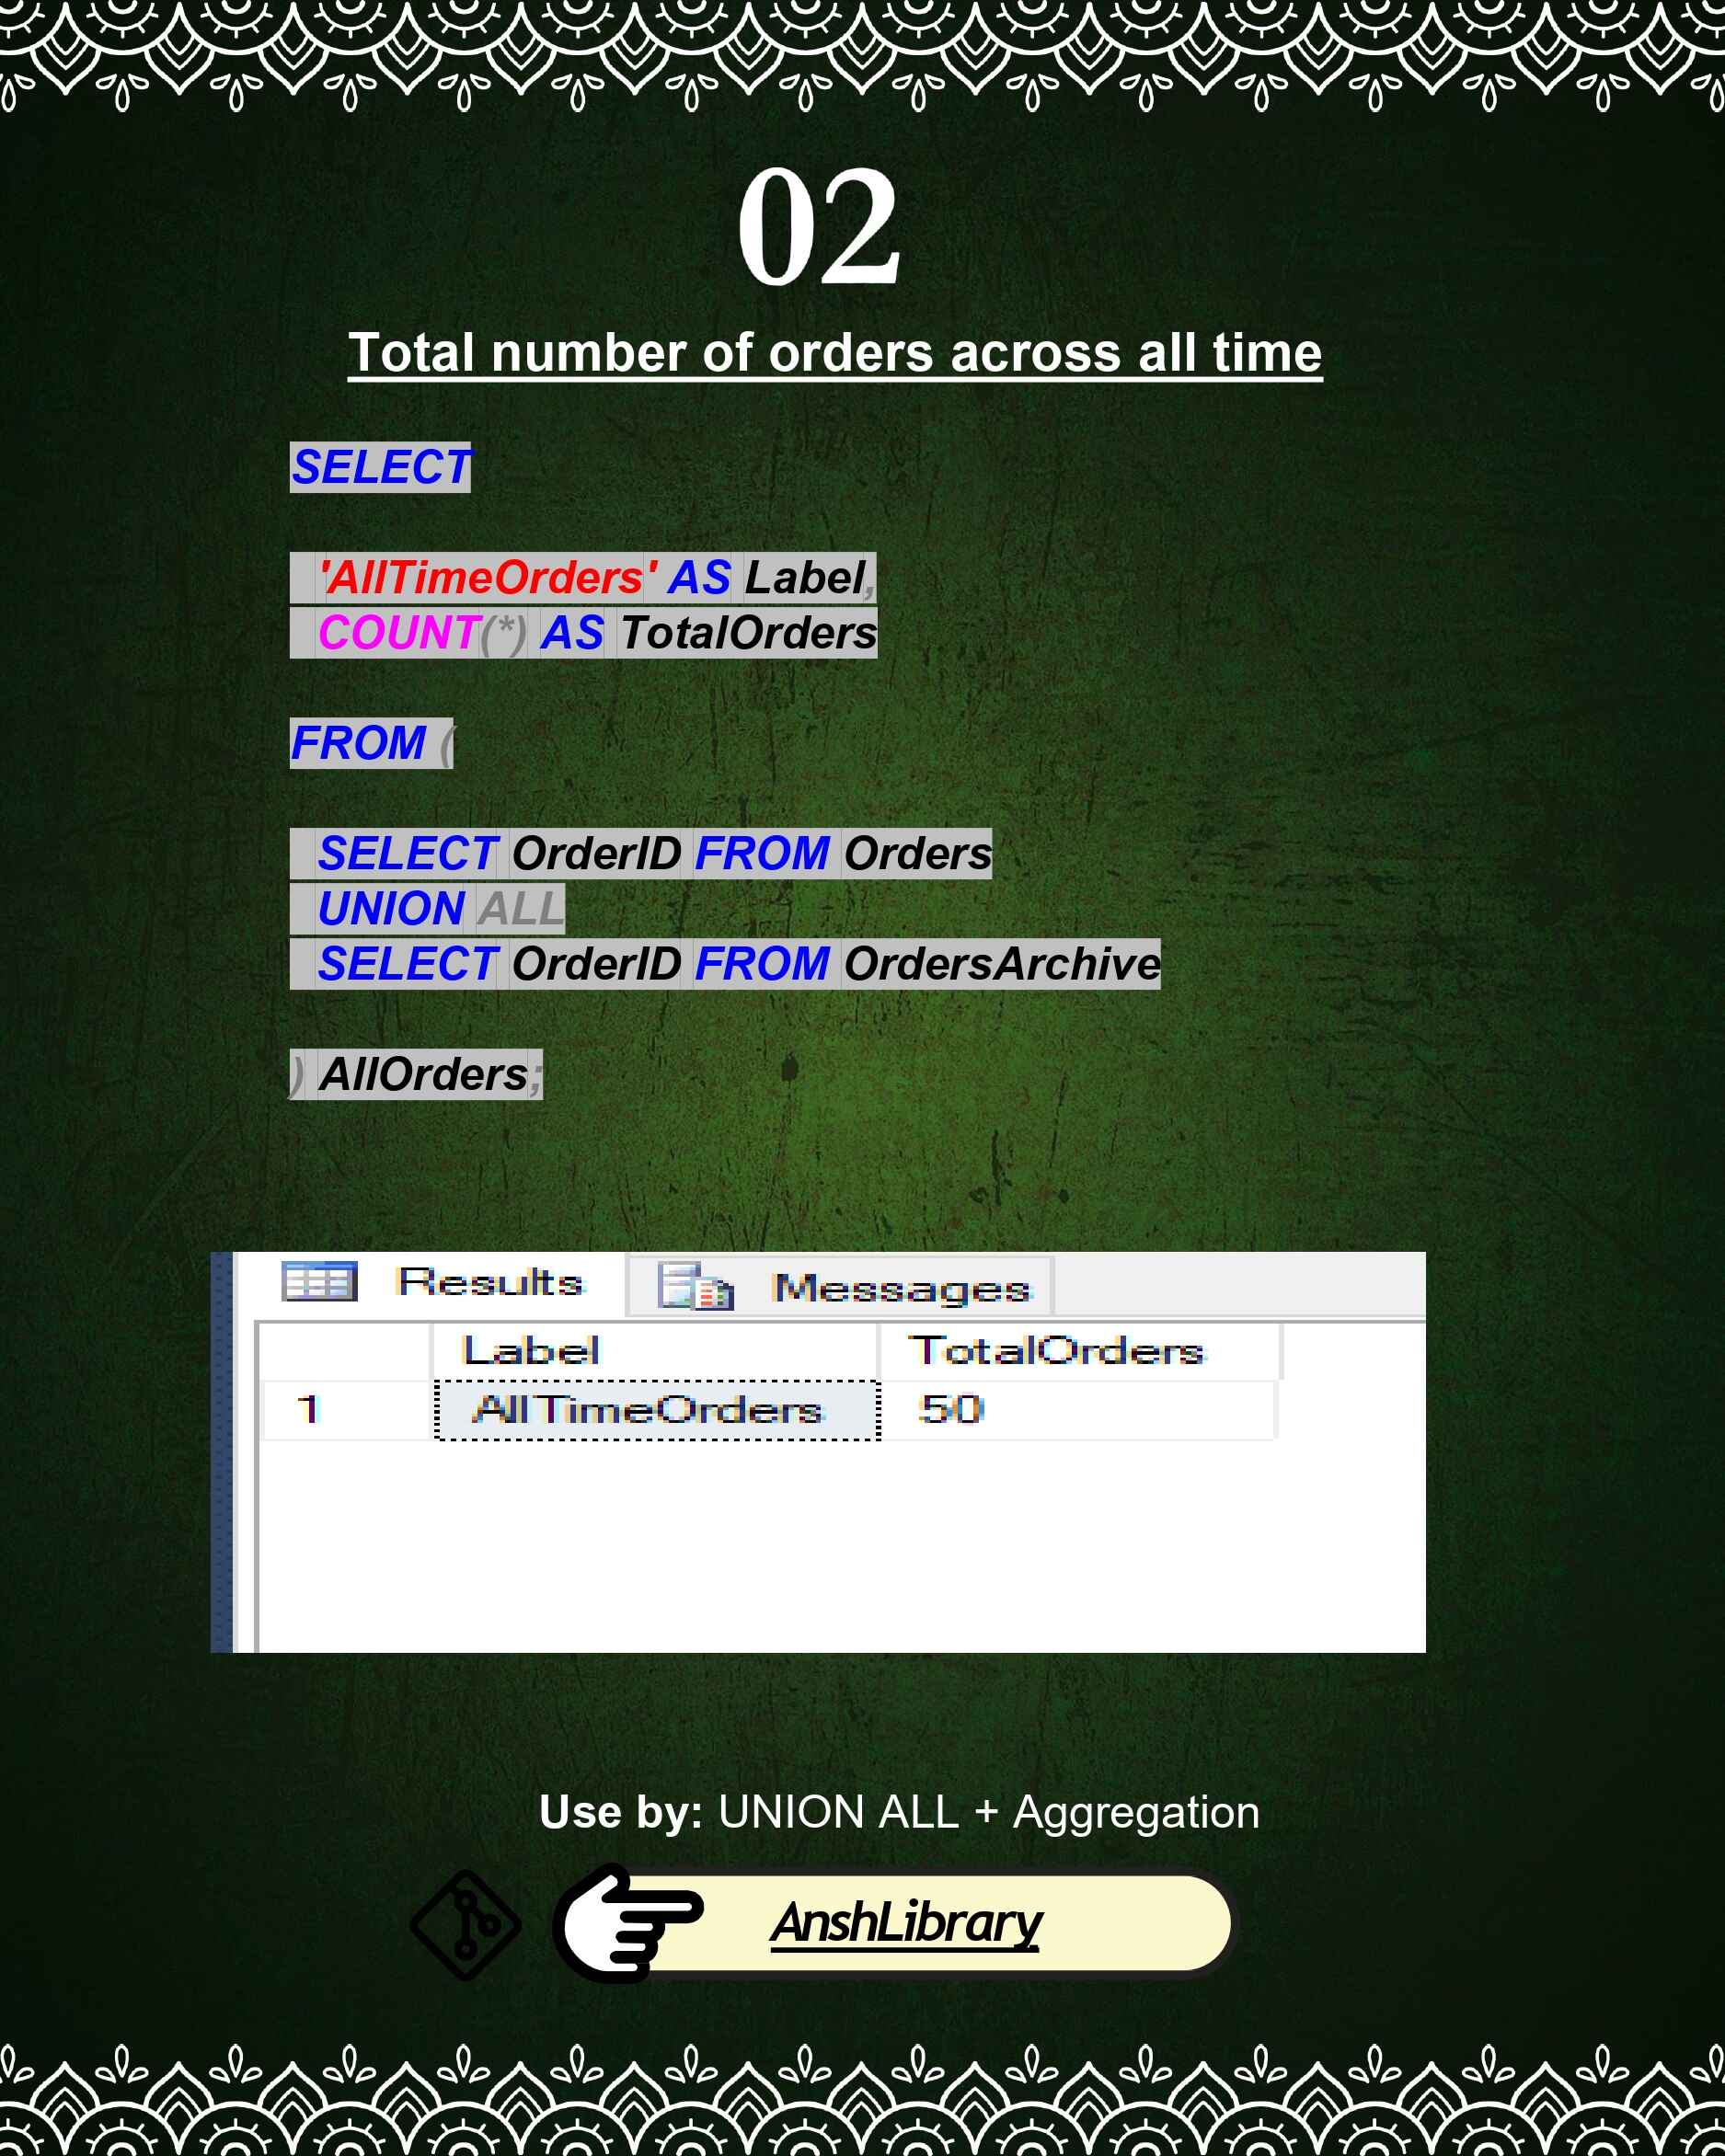 02
Total number of orders across all time
SELECT
'AllTimeOrders' AS Label,
COUNT(*) AS TotalOrders
FROM (
SELECT OrderID FROM Orders
UNION ALL
SELECT OrderID FROM OrdersArchive
) AllOrders;
Results Messages
Label TotalOrders
1 AllTimeOrders 50
Use by: UNION ALL + Aggregation
AnshLibrary